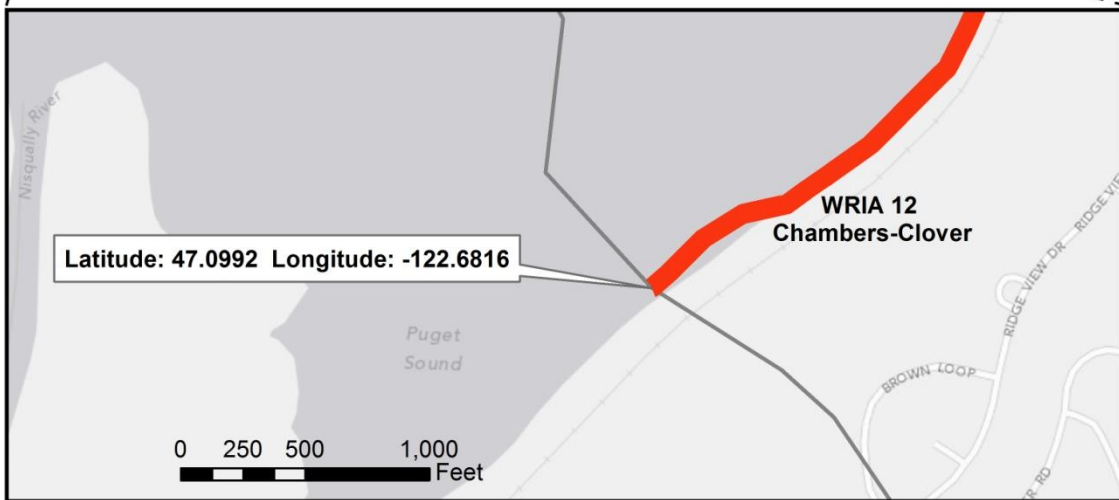 Nisqually River
WRIA 12
Chambers-Clover
Latitude: 47.0992 Longitude: -122.6816
RIDGE VIEW DR
Puget
Sound
BROWN LOOP
0 250 500 1,000
Feet